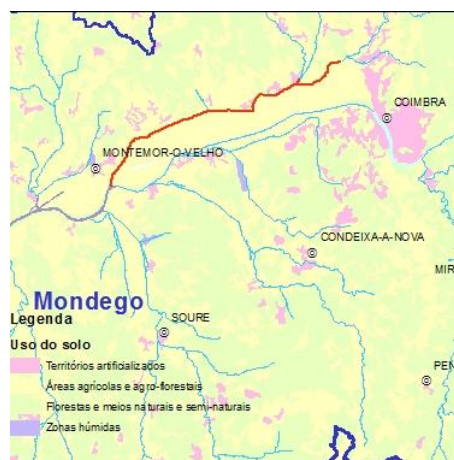 COIMBRA
MONTEMOR-O-VELHO
CONDEIXA-A-NOVA
MIR
Mondego
Legenda
SOURE
Uso do solo
Territórios artificializados
PEN
Áreas agrícolas e agro-florestais
Florestas e meios naturais e semi-naturais
Zonas húmidas